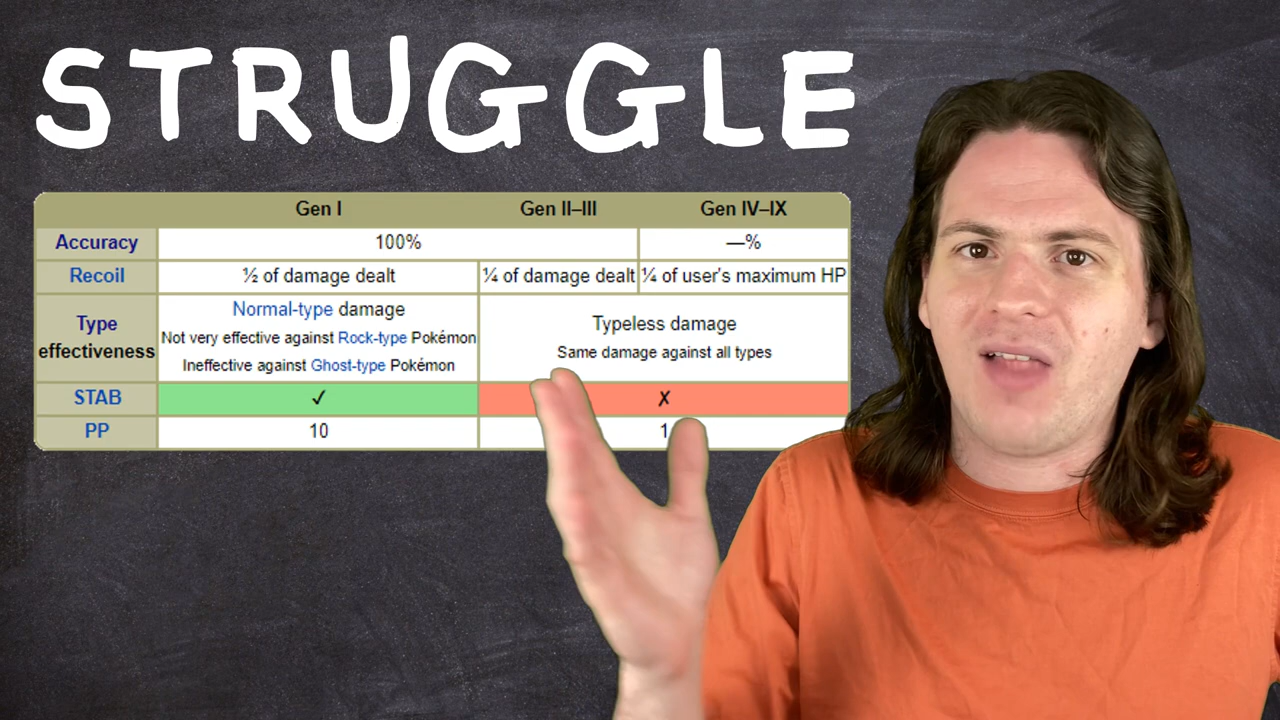 STRUGGLE
Gen I Gen II–III Gen IV–IX
Accuracy 100% —%
Recoil ½ of damage dealt ¼ of damage dealt ¼ of user's maximum HP
Type effectiveness
Normal-type damage
Not very effective against Rock-type Pokémon
Ineffective against Ghost-type Pokémon
Typeless damage
Same damage against all types
STAB ✓ ✗
PP 10 1